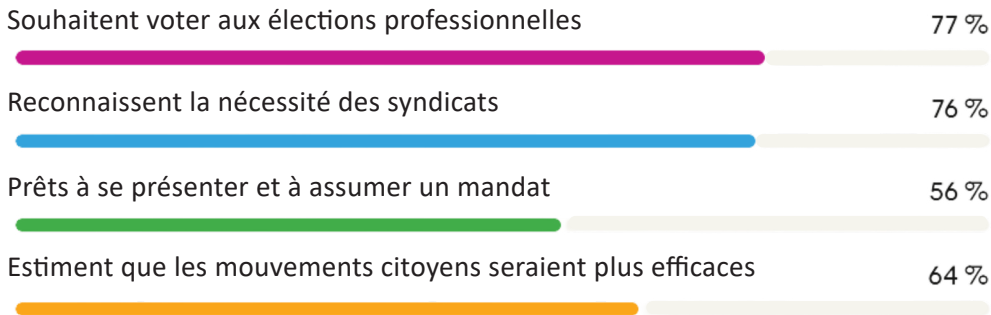 Souhaitent voter aux élections professionnelles 77 %
Reconnaissent la nécessité des syndicats 76 %
Prêts à se présenter et à assumer un mandat 56 %
Estiment que les mouvements citoyens seraient plus efficaces 64 %